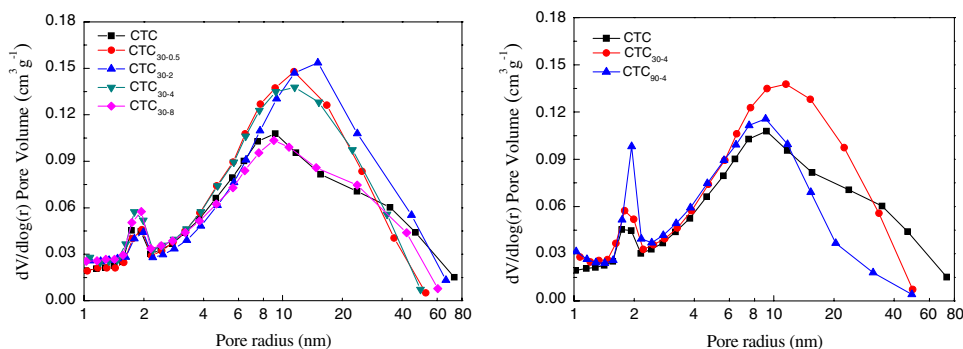 0.18
0.15
0.12
0.09
0.06
0.03
0.00
dV/dlog(r) Pore Volume (cm³ g⁻¹)
CTC
CTC30-0.5
CTC30-2
CTC30-4
CTC30-8
1 2 4 6 8 10 20 40 60 80
Pore radius (nm)
0.18
0.15
0.12
0.09
0.06
0.03
0.00
dV/dlog(r) Pore Volume (cm³ g⁻¹)
CTC
CTC30-4
CTC90-4
1 2 4 6 8 10 20 40 60 80
Pore radius (nm)